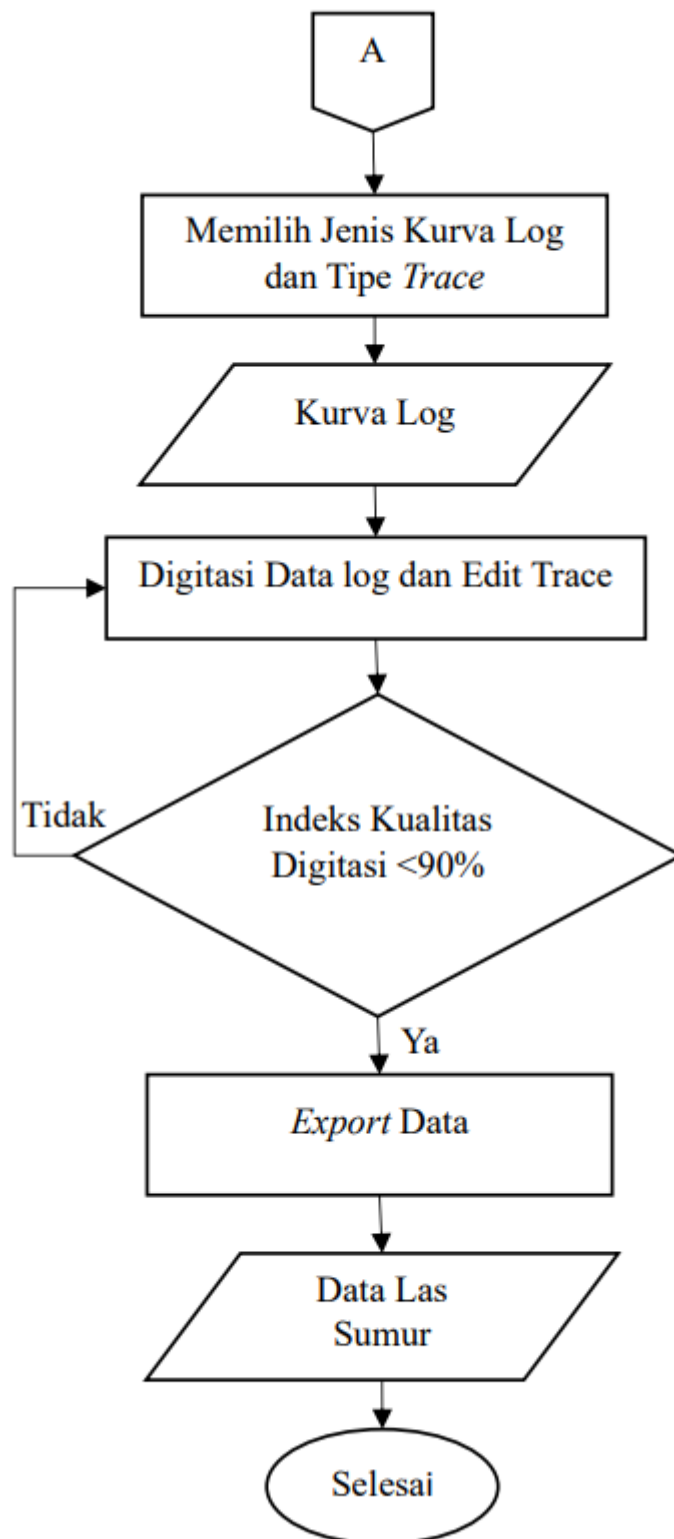 A
Memilih Jenis Kurva Log
dan Tipe Trace
Kurva Log
Digitasi Data log dan Edit Trace
Tidak
Indeks Kualitas
Digitasi <90%
Ya
Export Data
Data Las
Sumur
Selesai